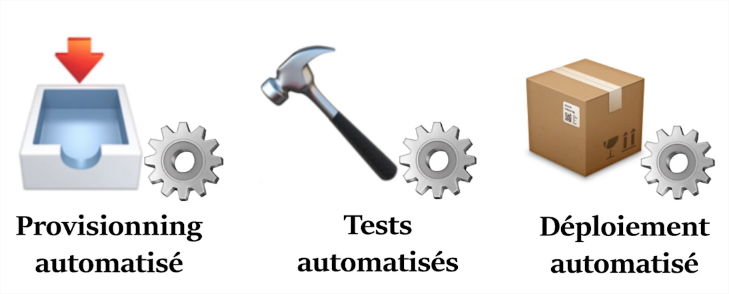 Provisionning
automatisé
Tests
automatisés
Déploiement
automatisé